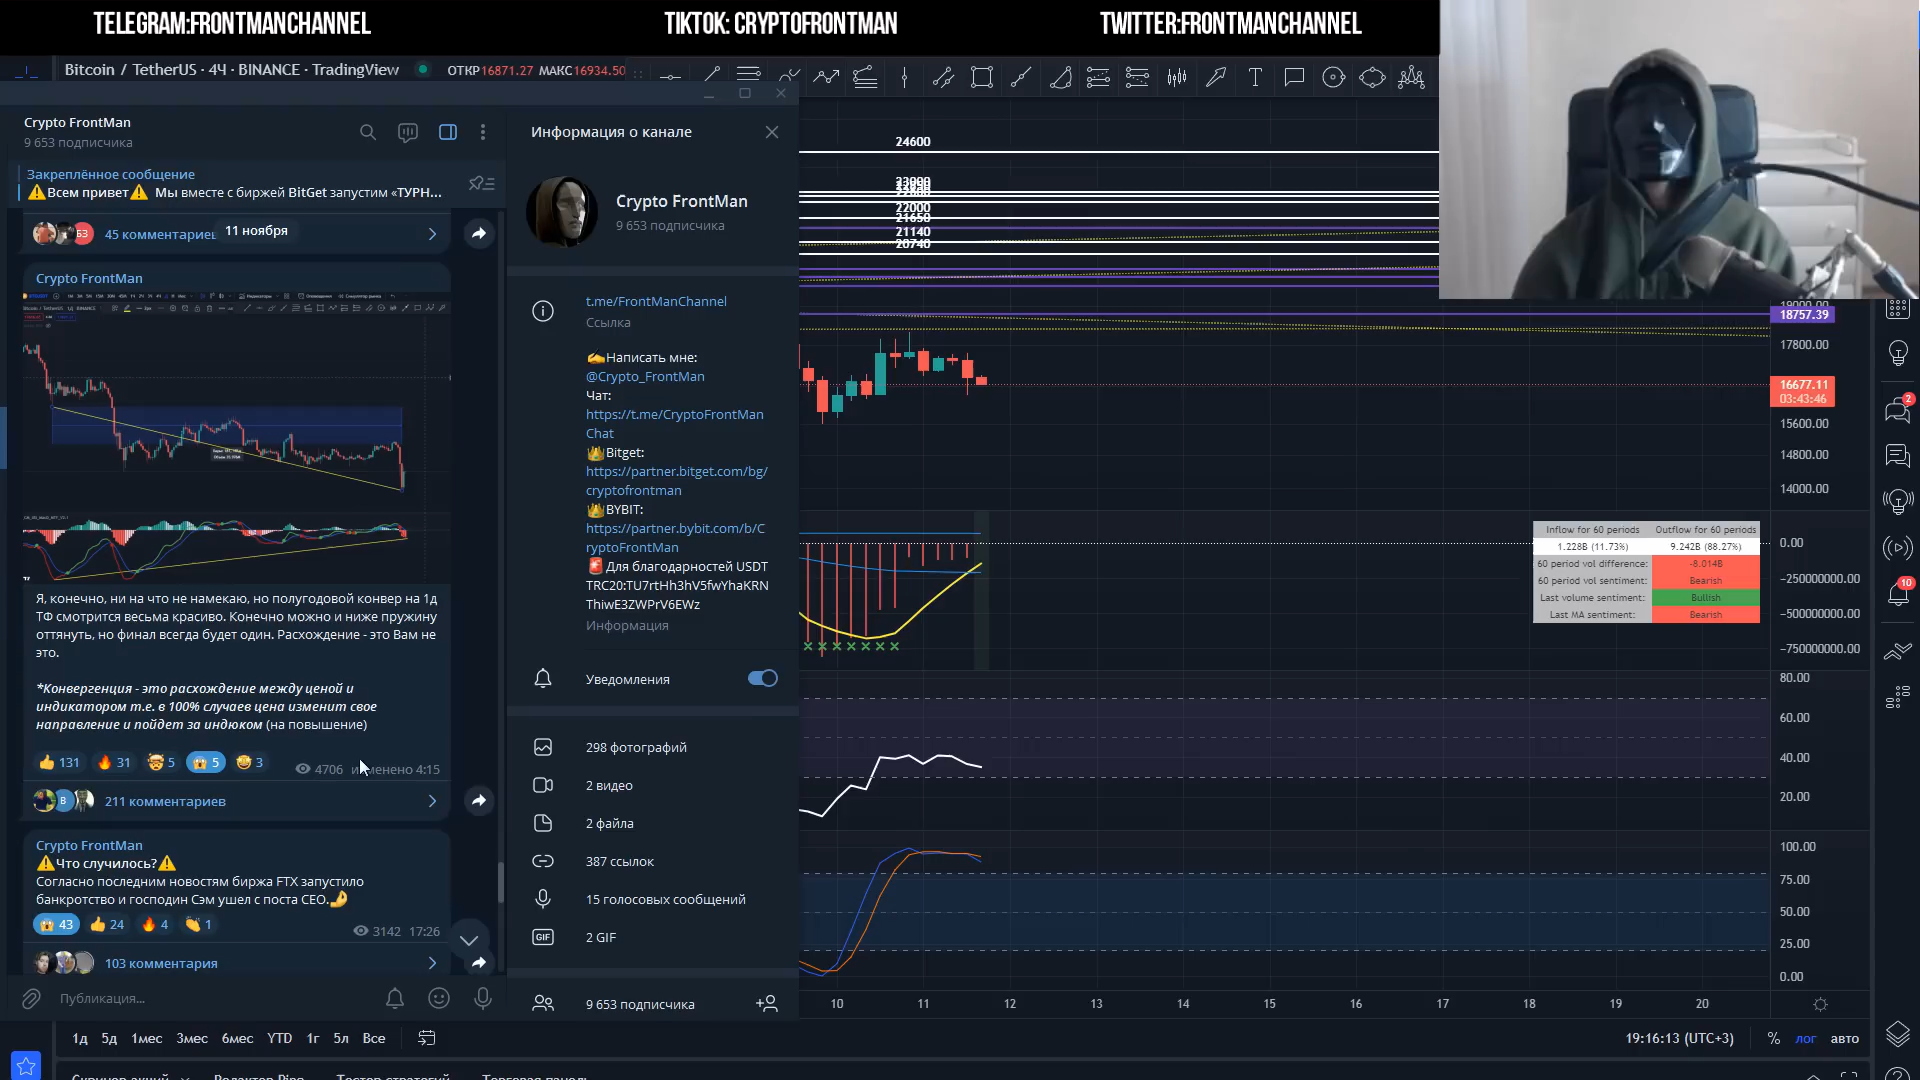 TELEGRAM:FRONTMANCHANNEL
TIKTOK: CRYPTOFRONTMAN
TWITTER:FRONTMANCHANNEL
Bitcoin / TetherUS · 4Ч · BINANCE · TradingView
ОТКР16871.27 МАКС16934.50
Crypto FrontMan
9 653 подписчика
Закреплённое сообщение
⚠️Всем привет⚠️ Мы вместе с биржей BitGet запустим «ТУРН...
45 комментариев
11 ноября
Crypto FrontMan
Я, конечно, ни на что не намекаю, но полугодовой конвер на 1д
ТФ смотрится весьма красиво. Конечно можно и ниже пружину
оттянуть, но финал всегда будет один. Расхождение - это Вам не
это.
*Конвергенция - это расхождение между ценой и
индикатором т.е. в 100% случаев цена изменит свое
направление и пойдет за индюком (на повышение)
👍 131 🔥 31 🤯 5 😱 5 🤩 3
4706 изменено 4:15
211 комментариев
Crypto FrontMan
⚠️Что случилось?⚠️
Согласно последним новостям биржа FTX запустило
банкротство и господин Сэм ушел с поста CEO.🤌
😱 43 👍 24 🔥 4 👏 1
3142 17:26
103 комментария
Публикация...
Информация о канале
Crypto FrontMan
9 653 подписчика
t.me/FrontManChannel
Ссылка
✍️Написать мне:
@Crypto_FrontMan
Чат:
https://t.me/CryptoFrontMan
Chat
👑Bitget:
https://partner.bitget.com/bg/
cryptofrontman
👑BYBIT:
https://partner.bybit.com/b/C
ryptoFrontMan
🚨Для благодарностей USDT
TRC20:TU7rtHh3hV5fwYhaKRN
ThiwE3ZWPrV6EWz
Информация
Уведомления
298 фотографий
2 видео
2 файла
387 ссылок
15 голосовых сообщений
GIF
2 GIF
9 653 подписчика
24600
22000
21650
21140
20740
18757.39
17800.00
16677.11
03:43:46
15600.00
14800.00
14000.00
Inflow for 60 periods Outflow for 60 periods
1.228B (11.73%) 9.242B (88.27%)
60 period vol difference: -8.014B
60 period vol sentiment: Bearish
Last volume sentiment: Bullish
Last MA sentiment: Bearish
0.00
-250000000.00
-500000000.00
-750000000.00
80.00
60.00
40.00
20.00
100.00
75.00
50.00
25.00
0.00
10 11 12 13 14 15 16 17 18 19 20
2
10
1д 5д 1мес 3мес 6мес YTD 1г 5л Все
19:16:13 (UTC+3) % лог авто